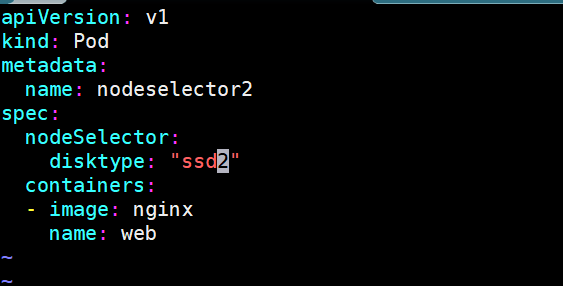 apiVersion: v1
kind: Pod
metadata:
  name: nodeselector2
spec:
  nodeSelector:
    disktype: "ssd2"
  containers:
  - image: nginx
    name: web
~
~